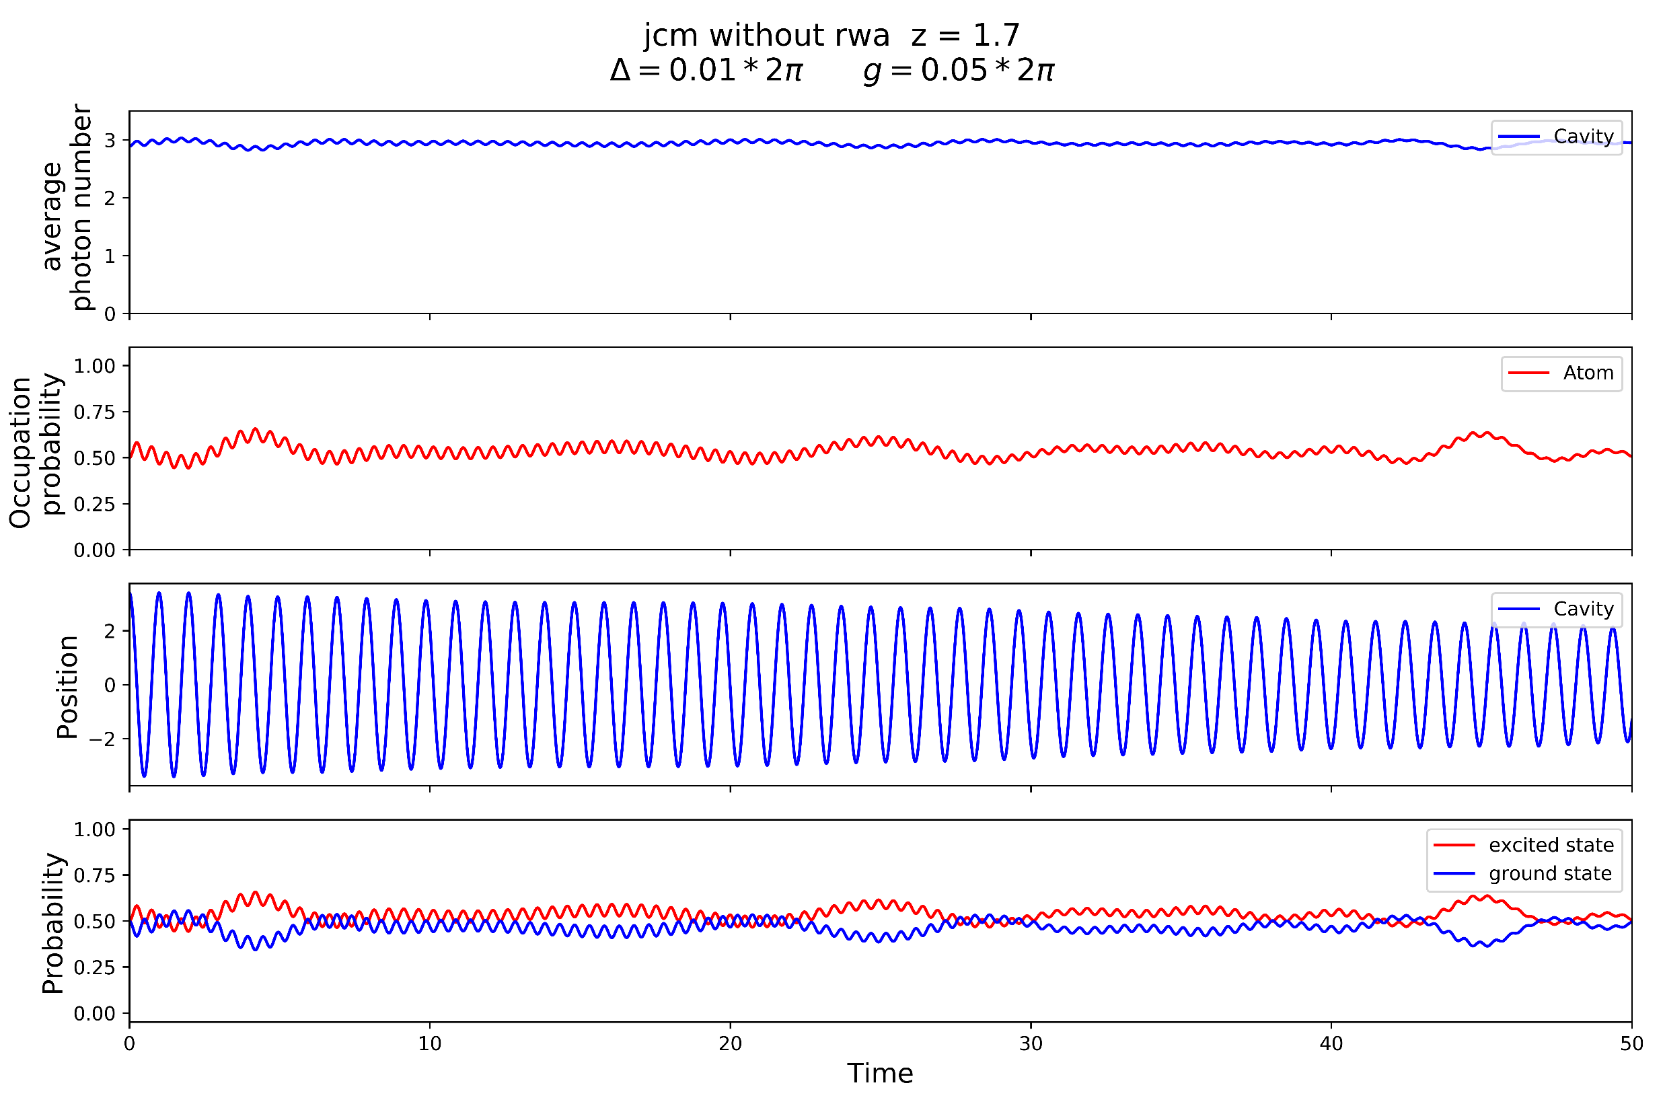 jcm without rwa z = 1.7
Δ = 0.01 * 2π g = 0.05 * 2π
average
photon number
3
2
1
0
Cavity
Occupation
probability
1.00
0.75
0.50
0.25
0.00
Atom
Position
2
0
−2
Cavity
Probability
1.00
0.75
0.50
0.25
0.00
excited state
ground state
0 10 20 30 40 50
Time